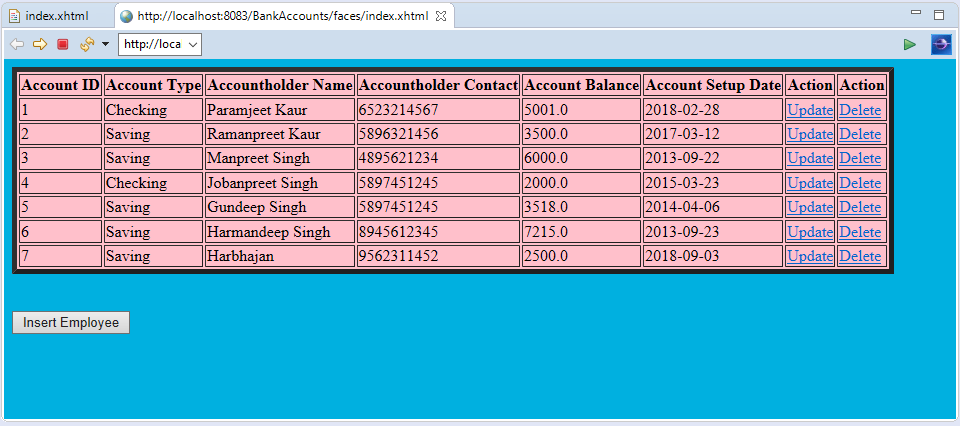 index.xhtml http://localhost:8083/BankAccounts/faces/index.xhtml
http://loca
Account ID Account Type Accountholder Name Accountholder Contact Account Balance Account Setup Date Action Action
1 Checking Paramjeet Kaur 6523214567 5001.0 2018-02-28 Update Delete
2 Saving Ramanpreet Kaur 5896321456 3500.0 2017-03-12 Update Delete
3 Saving Manpreet Singh 4895621234 6000.0 2013-09-22 Update Delete
4 Checking Jobanpreet Singh 5897451245 2000.0 2015-03-23 Update Delete
5 Saving Gundeep Singh 5897451245 3518.0 2014-04-06 Update Delete
6 Saving Harmandeep Singh 8945612345 7215.0 2013-09-23 Update Delete
7 Saving Harbhajan 9562311452 2500.0 2018-09-03 Update Delete
Insert Employee